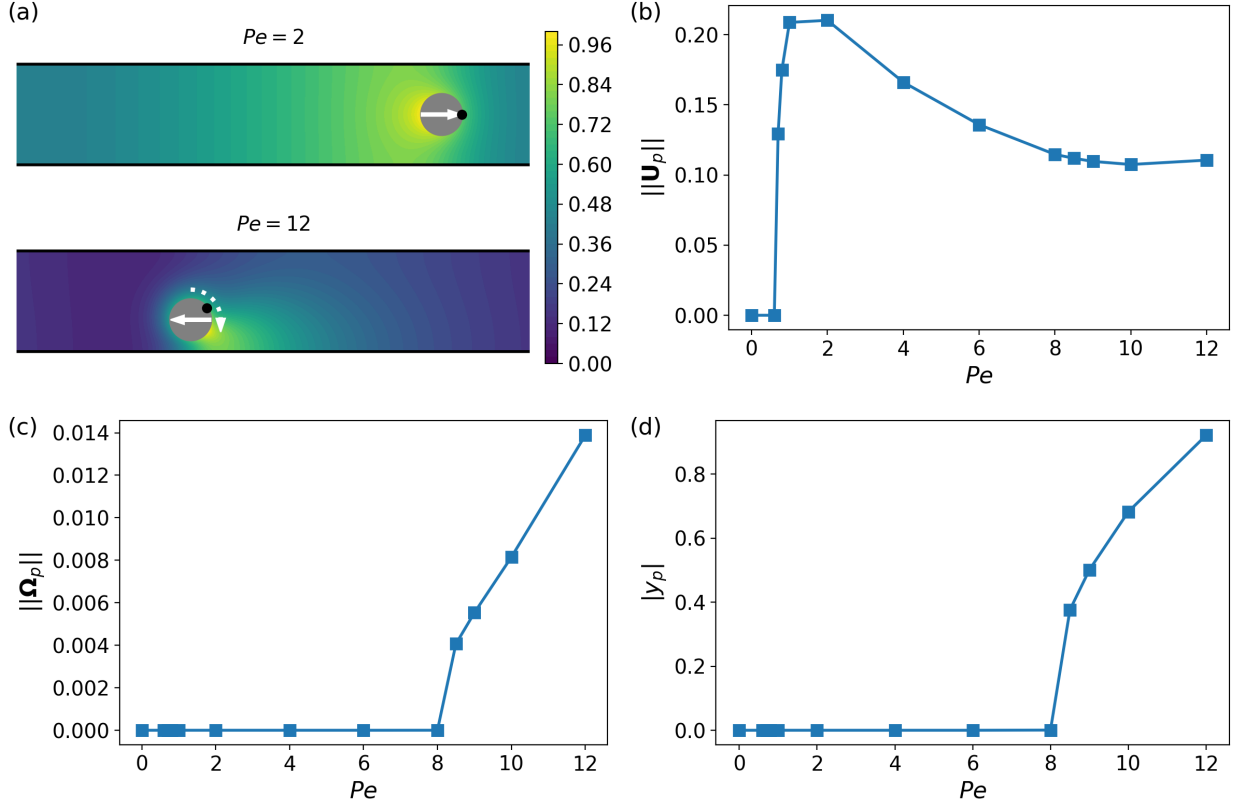 (a)
Pe = 2
Pe = 12
0.96
0.84
0.72
0.60
0.48
0.36
0.24
0.12
0.00
(b)
||U_p||
0.20
0.15
0.10
0.05
0.00
0 2 4 6 8 10 12
Pe
(c)
||Ω_p||
0.014
0.012
0.010
0.008
0.006
0.004
0.002
0.000
0 2 4 6 8 10 12
Pe
(d)
|y_p|
0.8
0.6
0.4
0.2
0.0
0 2 4 6 8 10 12
Pe